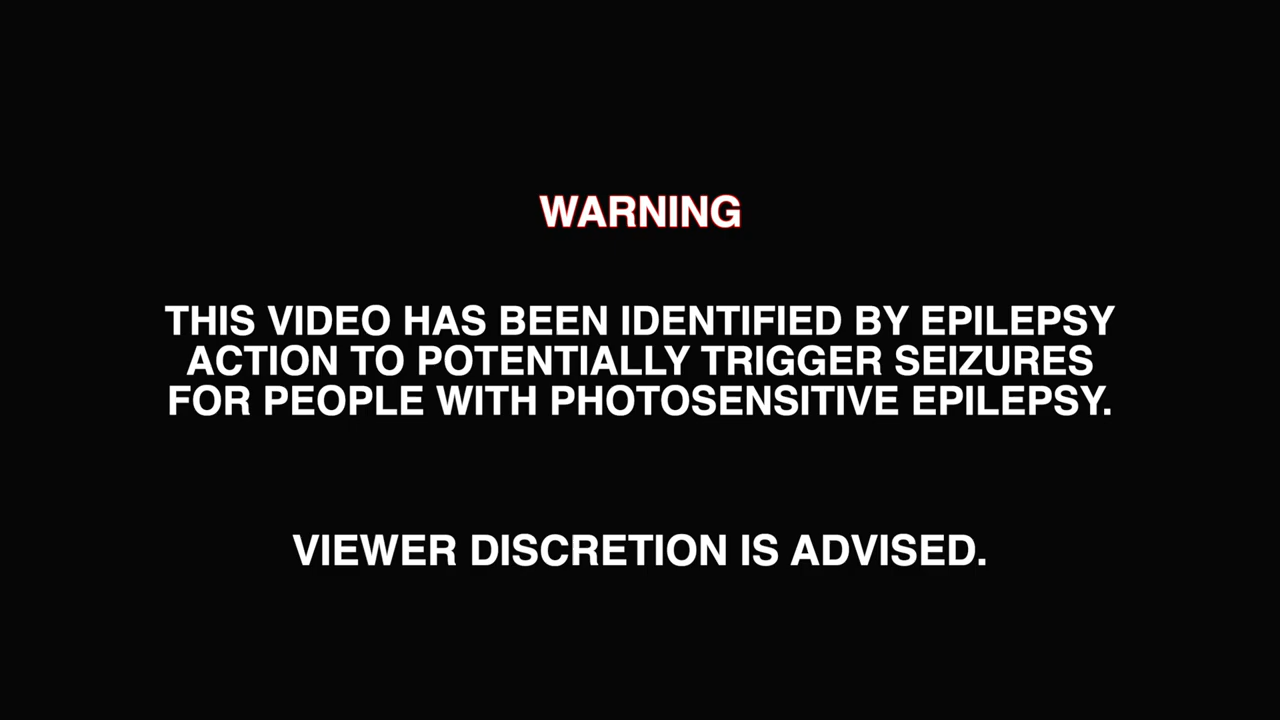 WARNING
THIS VIDEO HAS BEEN IDENTIFIED BY EPILEPSY
ACTION TO POTENTIALLY TRIGGER SEIZURES
FOR PEOPLE WITH PHOTOSENSITIVE EPILEPSY.
VIEWER DISCRETION IS ADVISED.